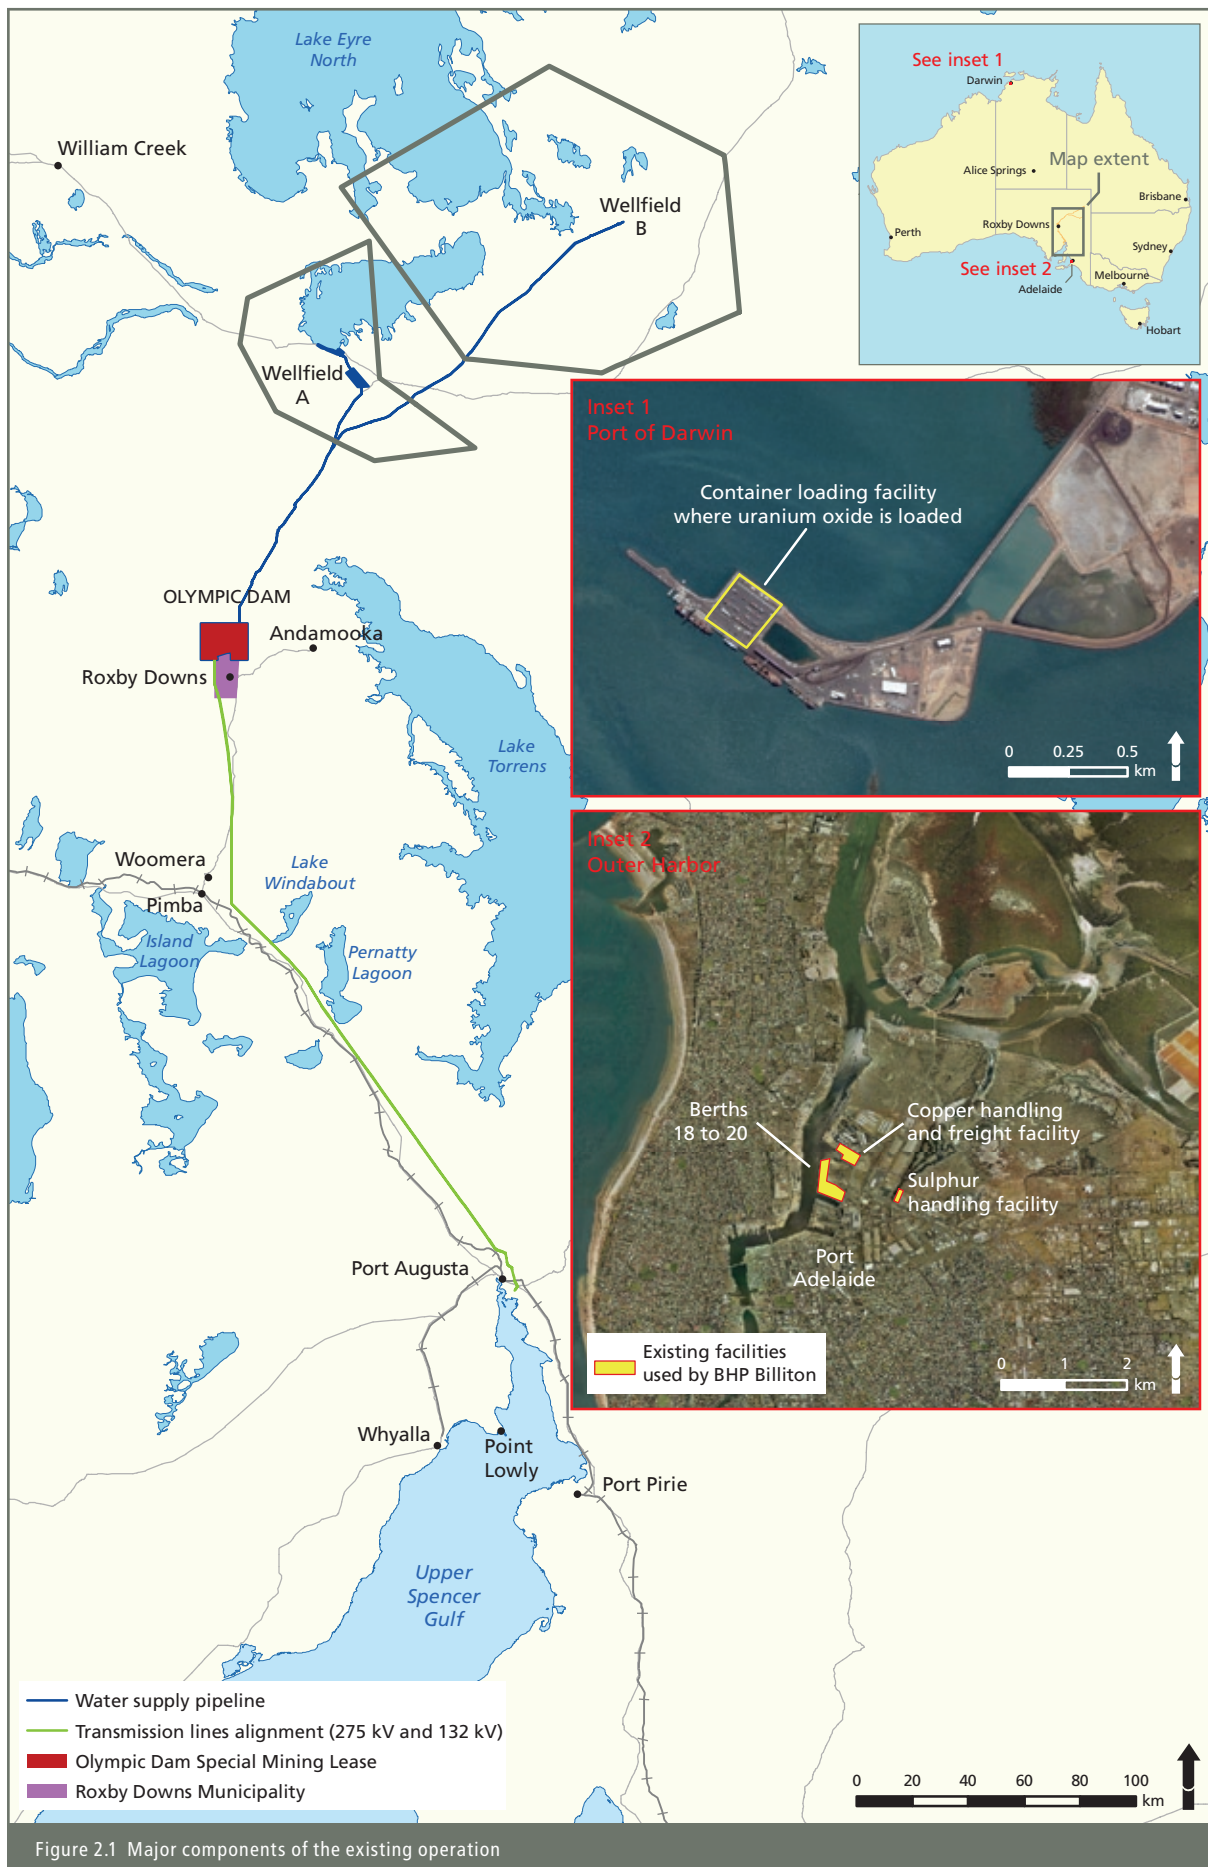 Lake Eyre
North
William Creek
Wellfield
B
Wellfield
A
OLYMPIC DAM
Andamooka
Roxby Downs
Lake
Torrens
Woomera
Lake
Windabout
Pimba
Island
Lagoon
Pernatty
Lagoon
Port Augusta
Whyalla
Point
Lowly
Port Pirie
Upper
Spencer
Gulf
See inset 1
Darwin
Alice Springs
Map extent
Brisbane
Roxby Downs
Perth
Sydney
See inset 2
Melbourne
Adelaide
Hobart
Inset 1
Port of Darwin
Container loading facility
where uranium oxide is loaded
0 0.25 0.5
km
Inset 2
Outer Harbor
Berths
18 to 20
Copper handling
and freight facility
Sulphur
handling facility
Port
Adelaide
Existing facilities
used by BHP Billiton
0 1 2
km
Water supply pipeline
Transmission lines alignment (275 kV and 132 kV)
Olympic Dam Special Mining Lease
Roxby Downs Municipality
0 20 40 60 80 100
km
Figure 2.1 Major components of the existing operation